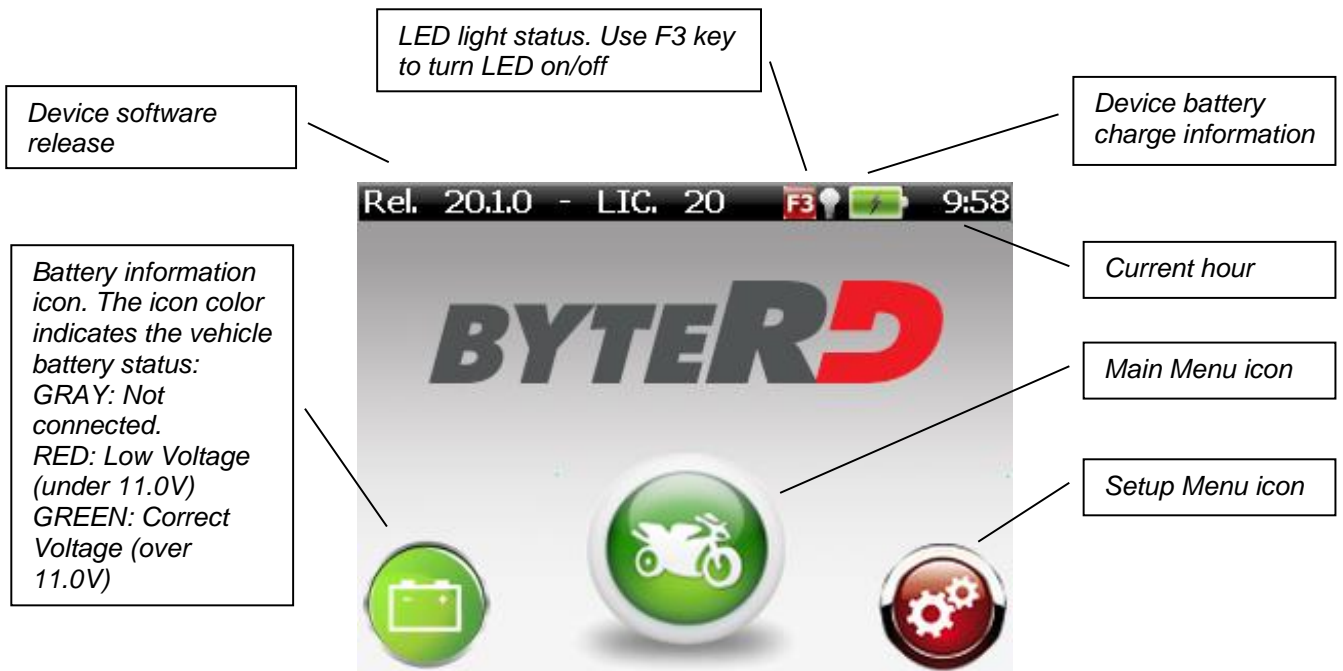 LED light status. Use F3 key
to turn LED on/off
Device software
release
Device battery
charge information
Rel. 20.1.0 - LIC. 20 F3 9:58
Battery information
icon. The icon color
indicates the vehicle
battery status:
GRAY: Not
connected.
RED: Low Voltage
(under 11.0V)
GREEN: Correct
Voltage (over
11.0V)
BYTERD
Current hour
Main Menu icon
Setup Menu icon